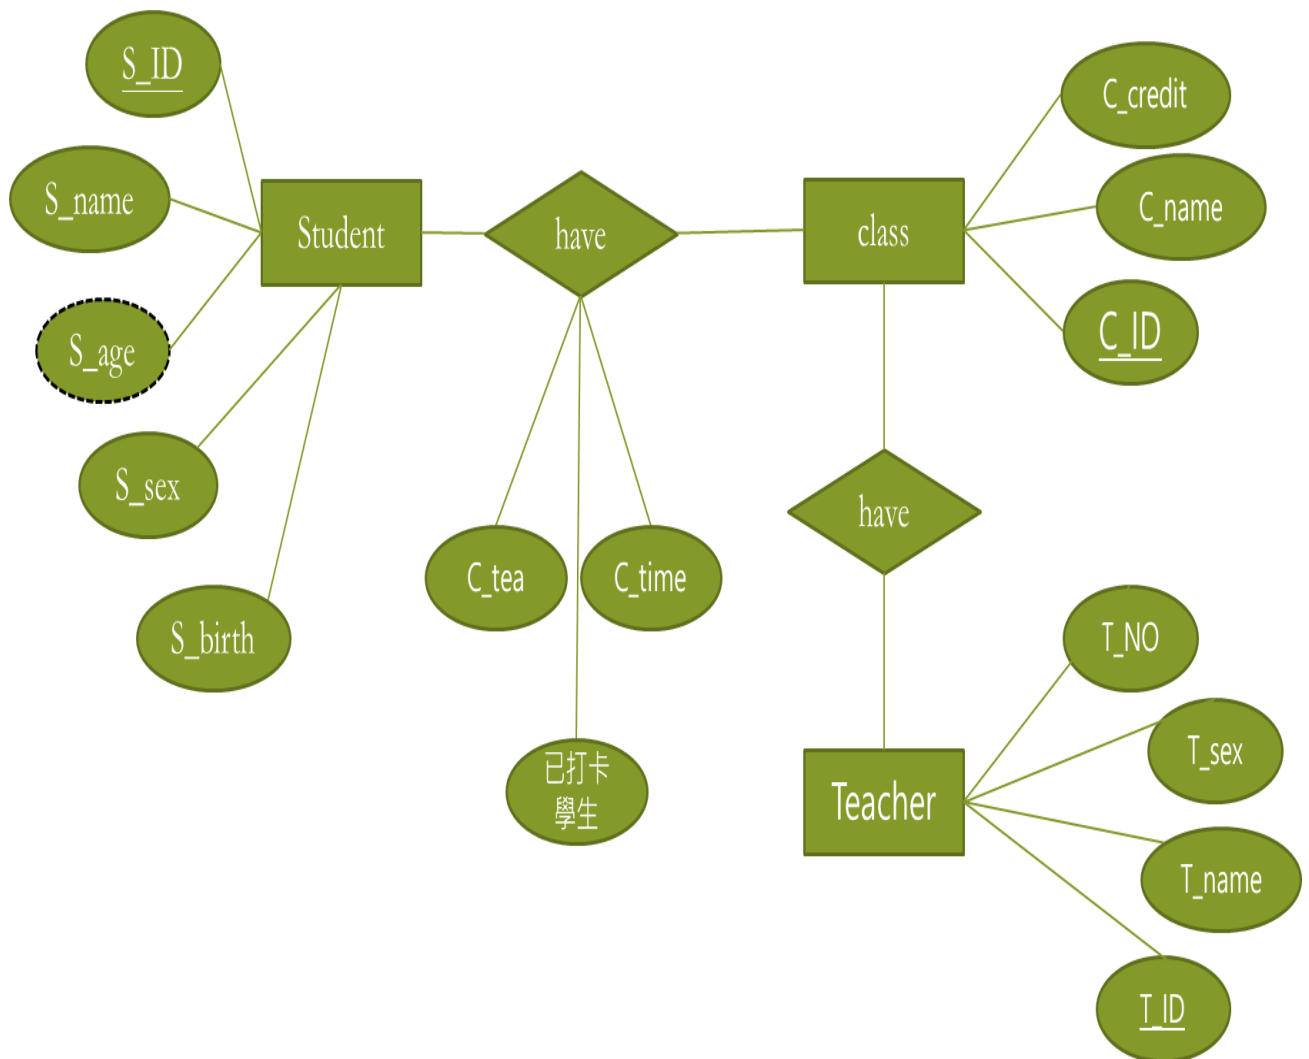 S_ID
S_name
S_age
S_sex
S_birth
Student
have
C_tea
C_time
已打卡
學生
class
C_credit
C_name
C_ID
have
Teacher
T_NO
T_sex
T_name
T_ID